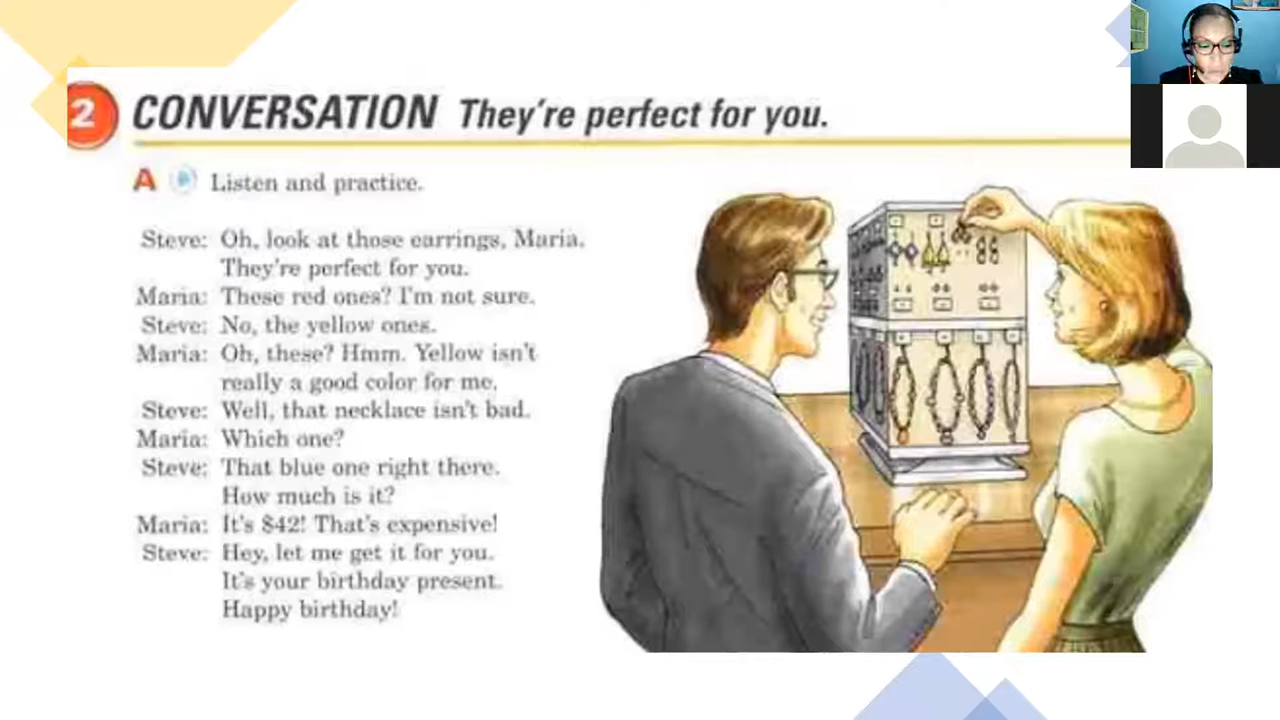 2 CONVERSATION They're perfect for you.
A Listen and practice.
Steve: Oh, look at those earrings, Maria.
They're perfect for you.
Maria: These red ones? I'm not sure.
Steve: No, the yellow ones.
Maria: Oh, these? Hmm. Yellow isn't
really a good color for me.
Steve: Well, that necklace isn't bad.
Maria: Which one?
Steve: That blue one right there.
How much is it?
Maria: It's $42! That's expensive!
Steve: Hey, let me get it for you.
It's your birthday present.
Happy birthday!